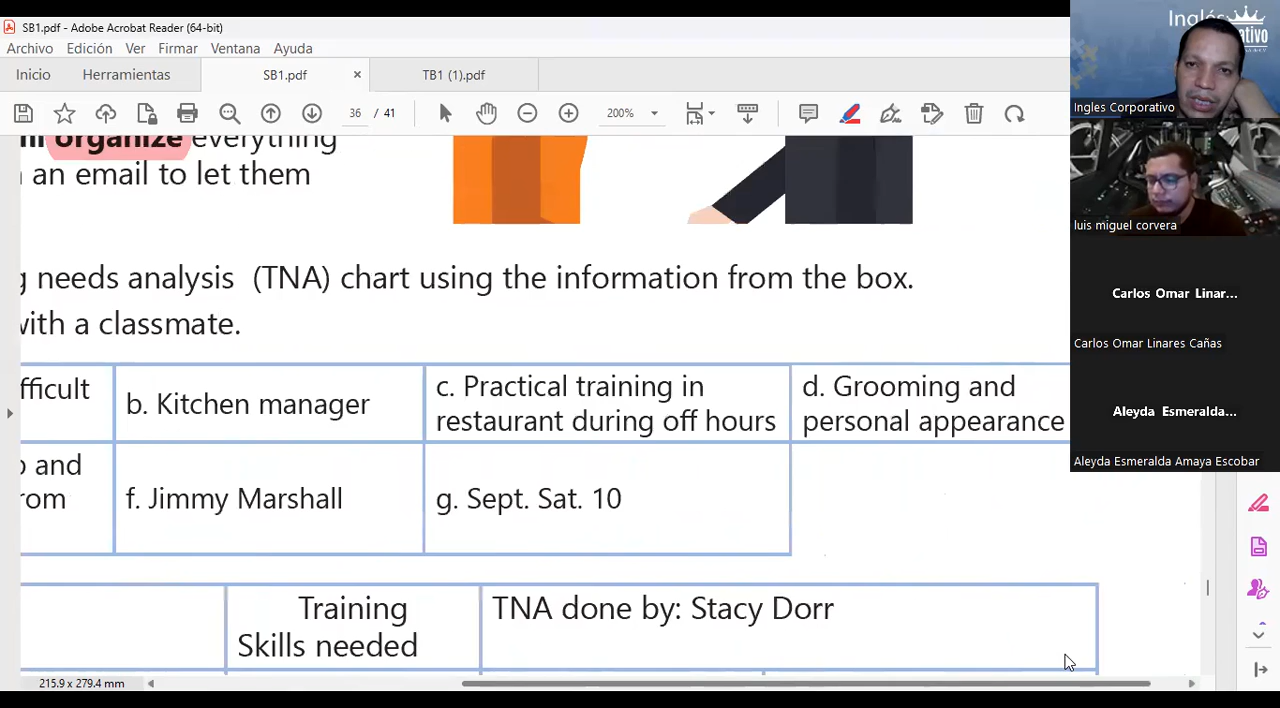 SB1.pdf - Adobe Acrobat Reader (64-bit)
Archivo Edición Ver Firmar Ventana Ayuda
Inicio Herramientas SB1.pdf × TB1 (1).pdf
36 / 41 200%
organize everything
an email to let them
needs analysis (TNA) chart using the information from the box.
with a classmate.
b. Kitchen manager
c. Practical training in
restaurant during off hours
d. Grooming and
personal appearance
and
f. Jimmy Marshall
g. Sept. Sat. 10
Training
Skills needed
TNA done by: Stacy Dorr
215.9 x 279.4 mm
Inglés
Ingles Corporativo
luis miguel corvera
Carlos Omar Linar...
Carlos Omar Linares Cañas
Aleyda Esmeralda...
Aleyda Esmeralda Amaya Escobar